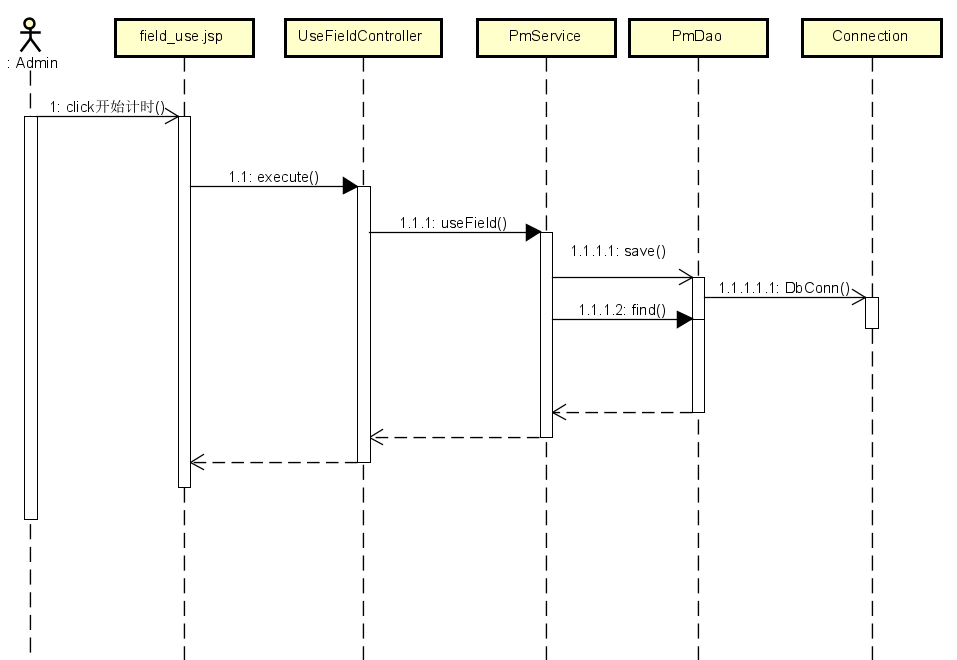 : Admin
field_use.jsp
UseFieldController
PmService
PmDao
Connection
1: click开始计时()
1.1: execute()
1.1.1: useField()
1.1.1.1: save()
1.1.1.1.1: DbConn()
1.1.1.2: find()